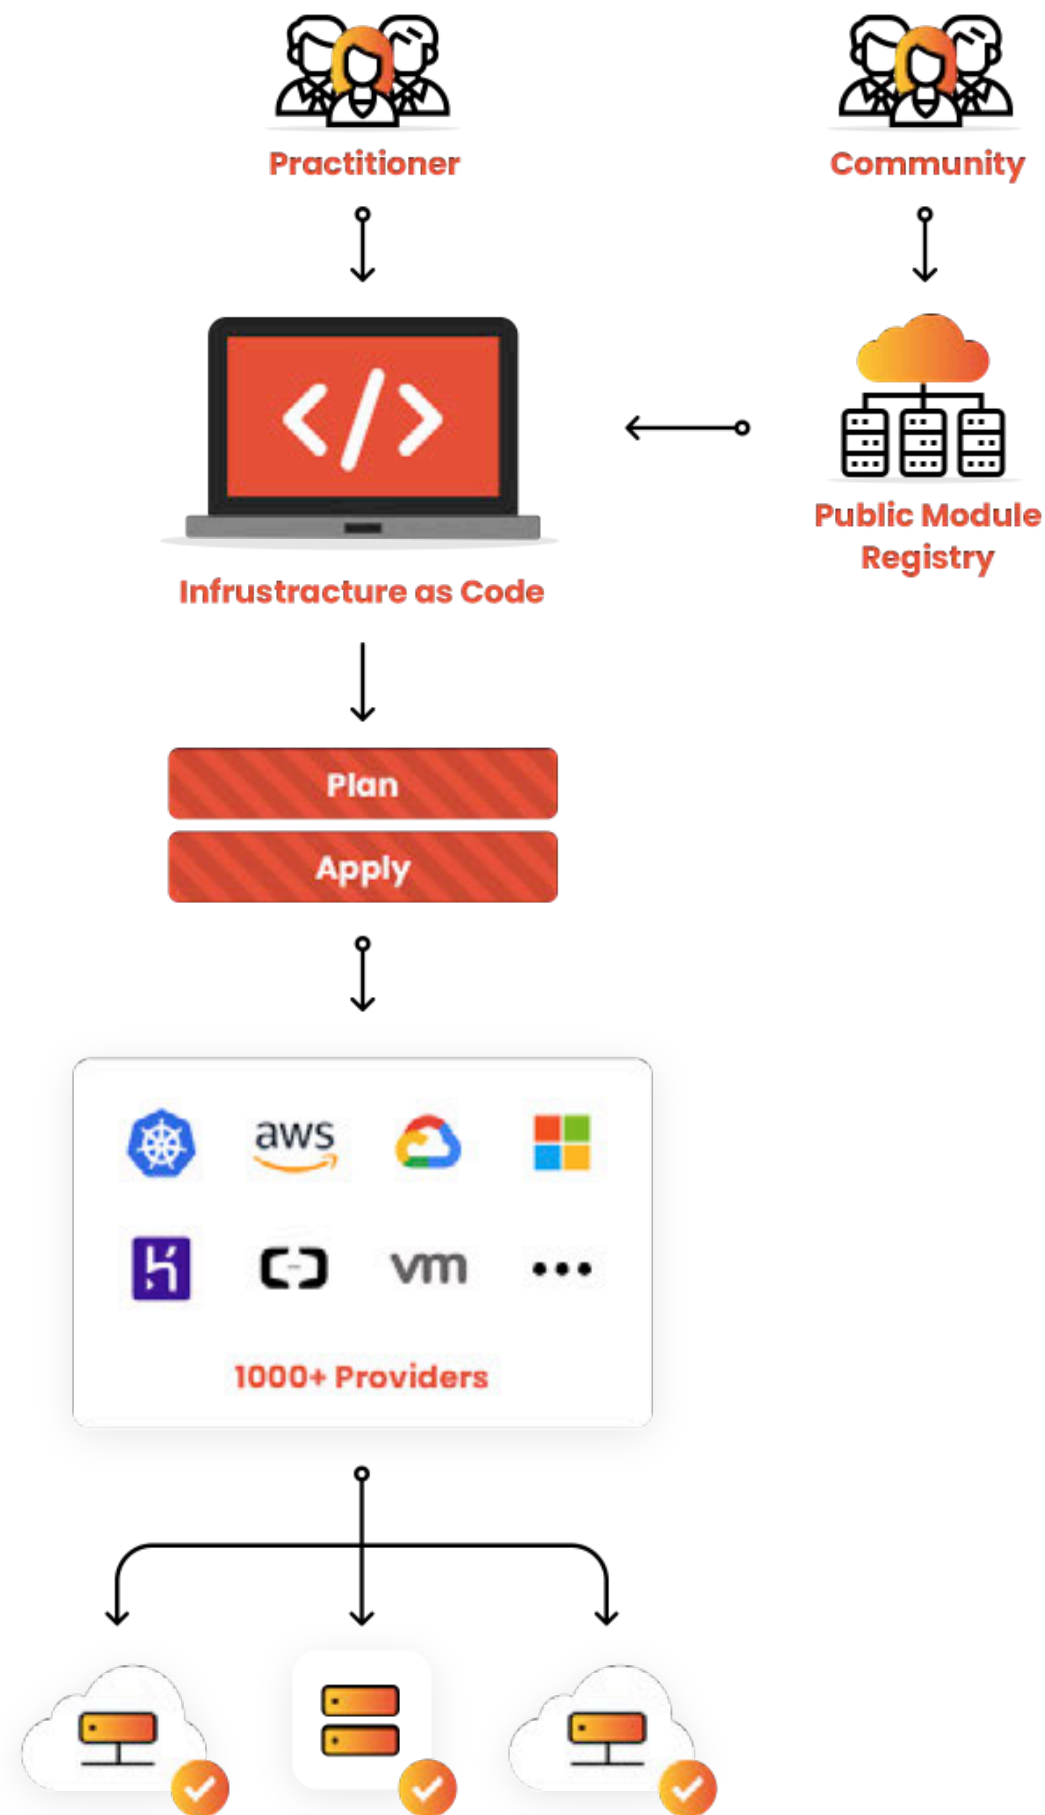 Practitioner
Community
Public Module
Registry
Infrustracture as Code
Plan
Apply
aws
vm
1000+ Providers